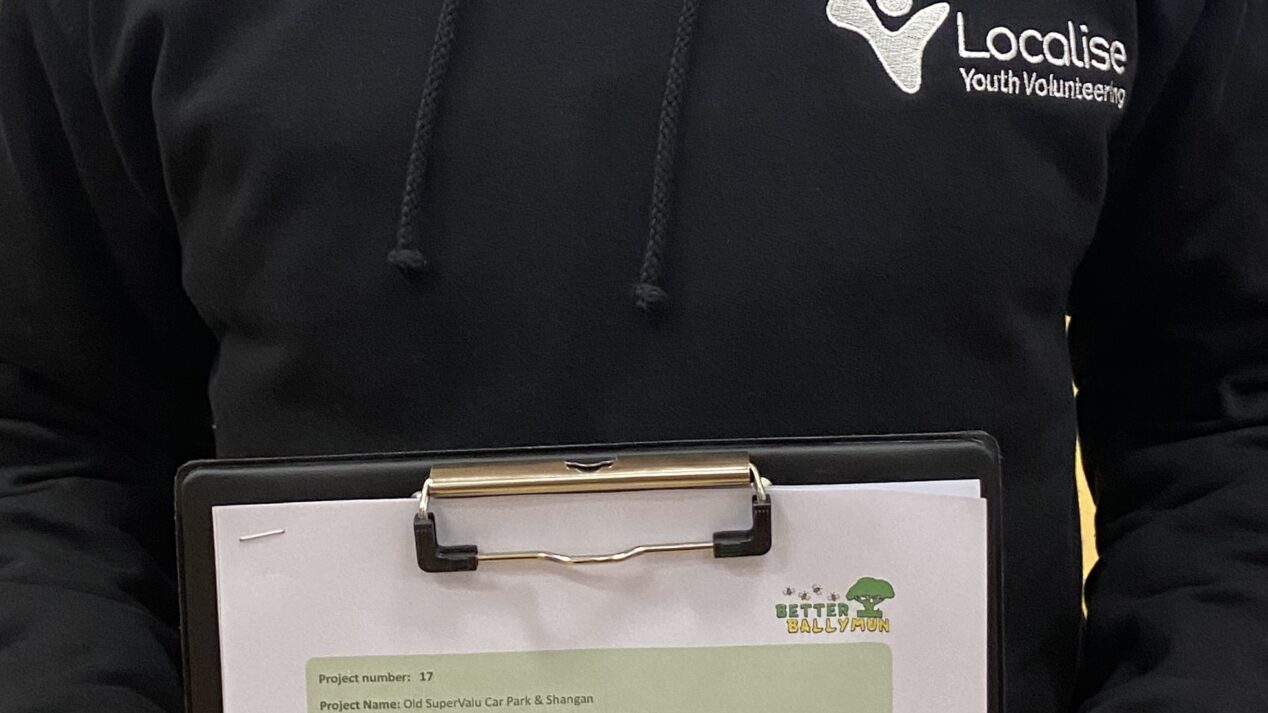 Localise
Youth Volunteering
BETTER
BALLYMUN
Project number: 17
Project Name: Old SuperValu Car Park & Shangan